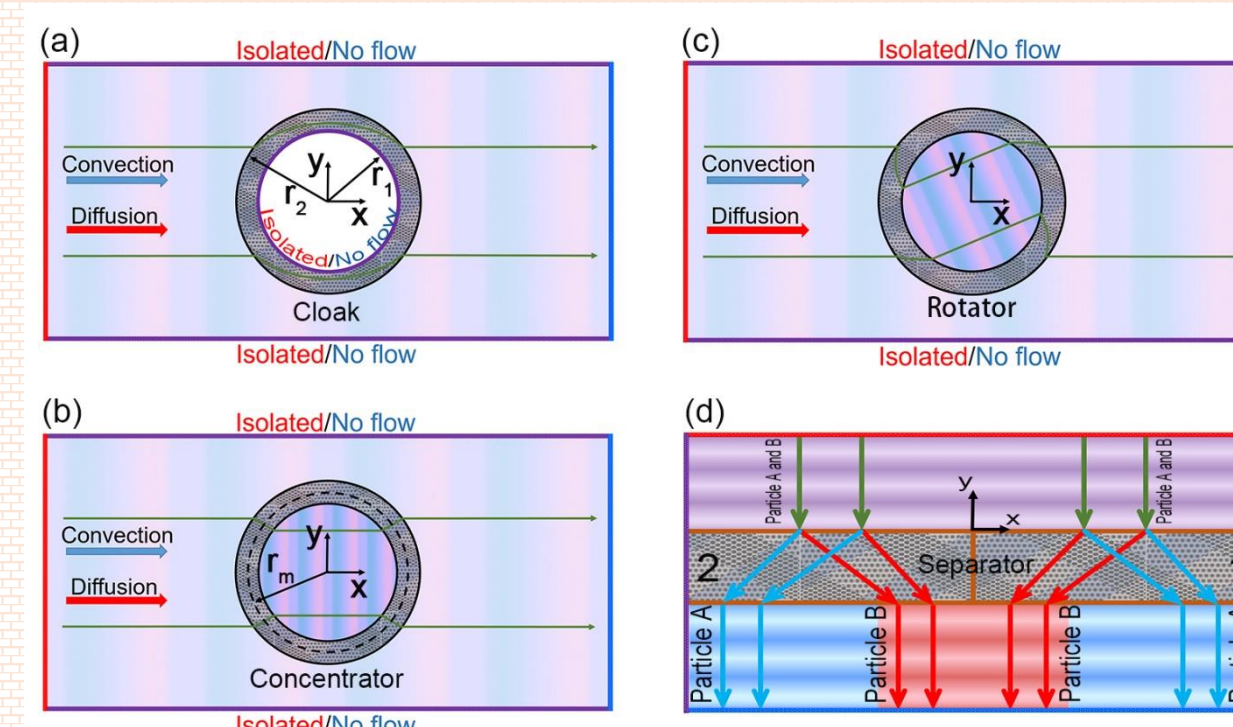 (a)
Isolated/No flow
Convection
Diffusion
y
x
r1
r2
Isolated/No flow
Cloak
Isolated/No flow
(c)
Isolated/No flow
Convection
Diffusion
y
x
Rotator
Isolated/No flow
(b)
Isolated/No flow
Convection
Diffusion
y
x
rm
Concentrator
Isolated/No flow
(d)
Particle A and B
Particle A and B
y
x
2
Separator
Particle A
Particle B
Particle B